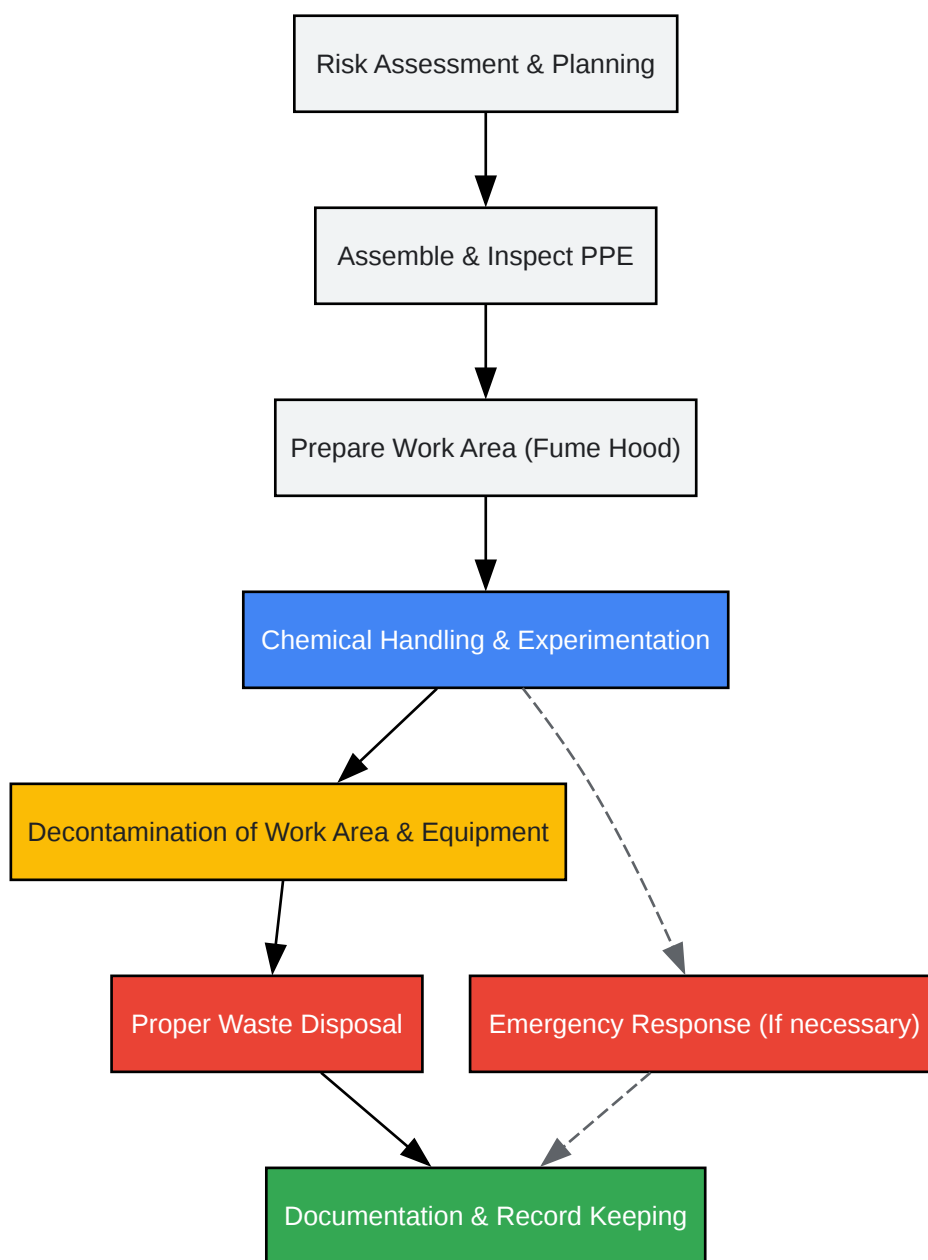 Risk Assessment & Planning
Assemble & Inspect PPE
Prepare Work Area (Fume Hood)
Chemical Handling & Experimentation
Decontamination of Work Area & Equipment
Proper Waste Disposal
Emergency Response (If necessary)
Documentation & Record Keeping